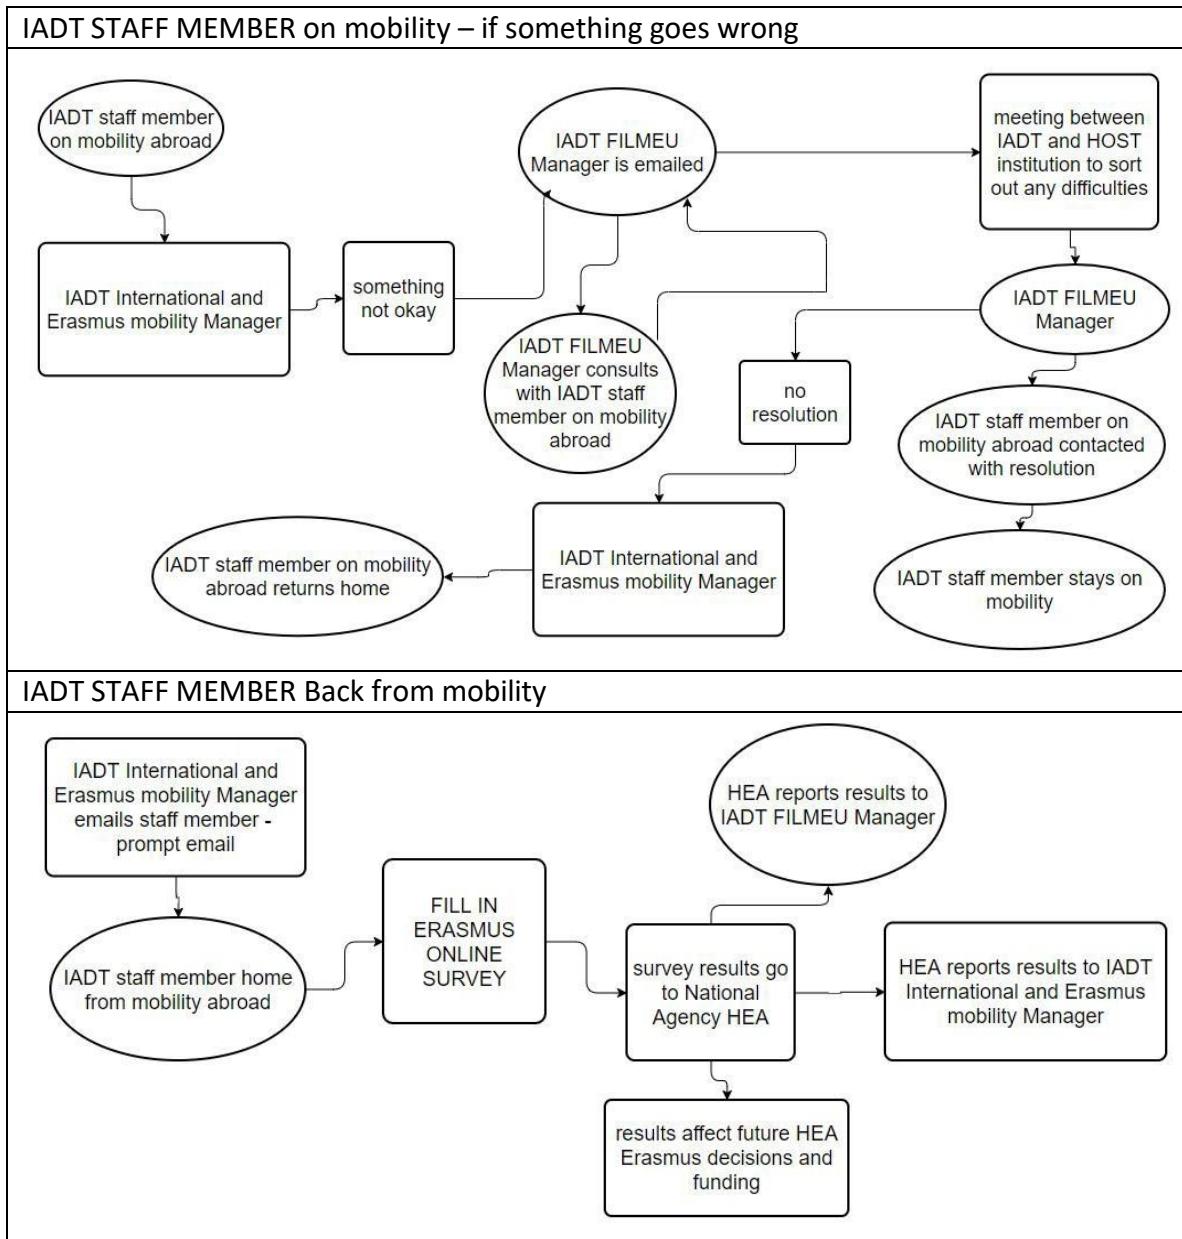 IADT STAFF MEMBER on mobility – if something goes wrong
IADT staff member
on mobility abroad
IADT International and
Erasmus mobility Manager
something
not okay
IADT FILMEU
Manager is emailed
IADT FILMEU
Manager consults
with IADT staff
member on mobility
abroad
meeting between
IADT and HOST
institution to sort
out any difficulties
IADT FILMEU
Manager
no
resolution
IADT staff member on
mobility abroad contacted
with resolution
IADT International and
Erasmus mobility Manager
IADT staff member on mobility
abroad returns home
IADT staff member stays on
mobility
IADT STAFF MEMBER Back from mobility
IADT International and
Erasmus mobility Manager
emails staff member -
prompt email
IADT staff member home
from mobility abroad
FILL IN
ERASMUS
ONLINE
SURVEY
survey results go
to National
Agency HEA
HEA reports results to
IADT FILMEU Manager
HEA reports results to IADT
International and Erasmus
mobility Manager
results affect future HEA
Erasmus decisions and
funding